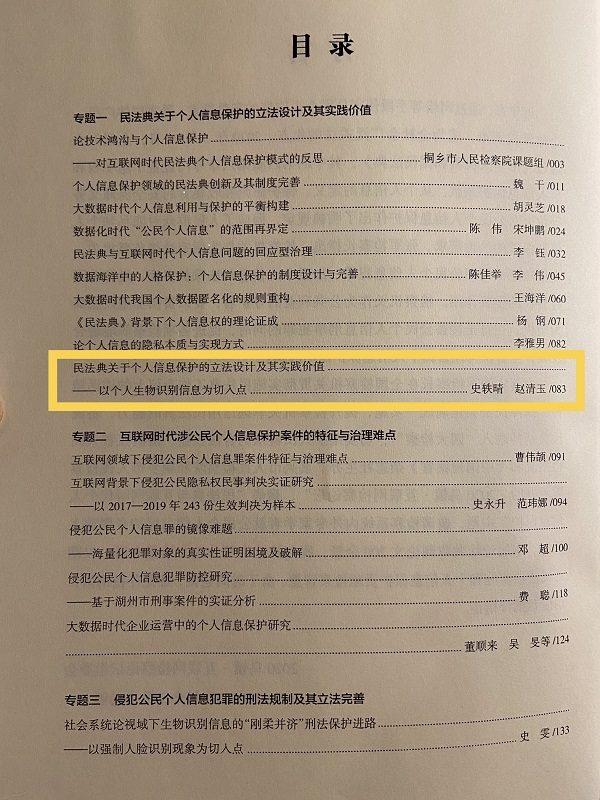 目录
专题一 民法典关于个人信息保护的立法设计及其实践价值
论技术鸿沟与个人信息保护
——对互联网时代民法典个人信息保护模式的反思 桐乡市人民检察院课题组 /003
个人信息保护领域的民法典创新及其制度完善 魏 干 /011
大数据时代个人信息利用与保护的平衡构建 胡灵芝 /018
数据化时代“公民个人信息”的范围再界定 陈 伟 宋坤鹏 /024
民法典与互联网时代个人信息问题的回应型治理 李 钰 /032
数据海洋中的人格保护：个人信息保护的制度设计与完善 陈佳举 李 伟 /045
大数据时代我国个人数据匿名化的规则重构 王海洋 /060
《民法典》背景下个人信息权的理论证成 杨 钢 /071
论个人信息的隐私本质与实现方式 李雅男 /082
民法典关于个人信息保护的立法设计及其实践价值
——以个人生物识别信息为切入点 史轶晴 赵清玉 /083
专题二 互联网时代涉公民个人信息保护案件的特征与治理难点
互联网领域下侵犯公民个人信息罪案件特征与治理难点 曹伟颉 /091
互联网背景下侵犯公民隐私权民事判决实证研究
——以 2017—2019 年 243 份生效判决为样本 史永升 范玮娜 /094
侵犯公民个人信息罪的镜像难题
——海量化犯罪对象的真实性证明困境及破解 邓 超 /100
侵犯公民个人信息犯罪防控研究
——基于湖州市刑事案件的实证分析 费 聪 /118
大数据时代企业运营中的个人信息保护研究
董顺来 吴 旻等 /124
专题三 侵犯公民个人信息犯罪的刑法规制及其立法完善
社会系统论视域下生物识别信息的“刚柔并济”刑法保护进路
——以强制人脸识别现象为切入点 史 雯 /133